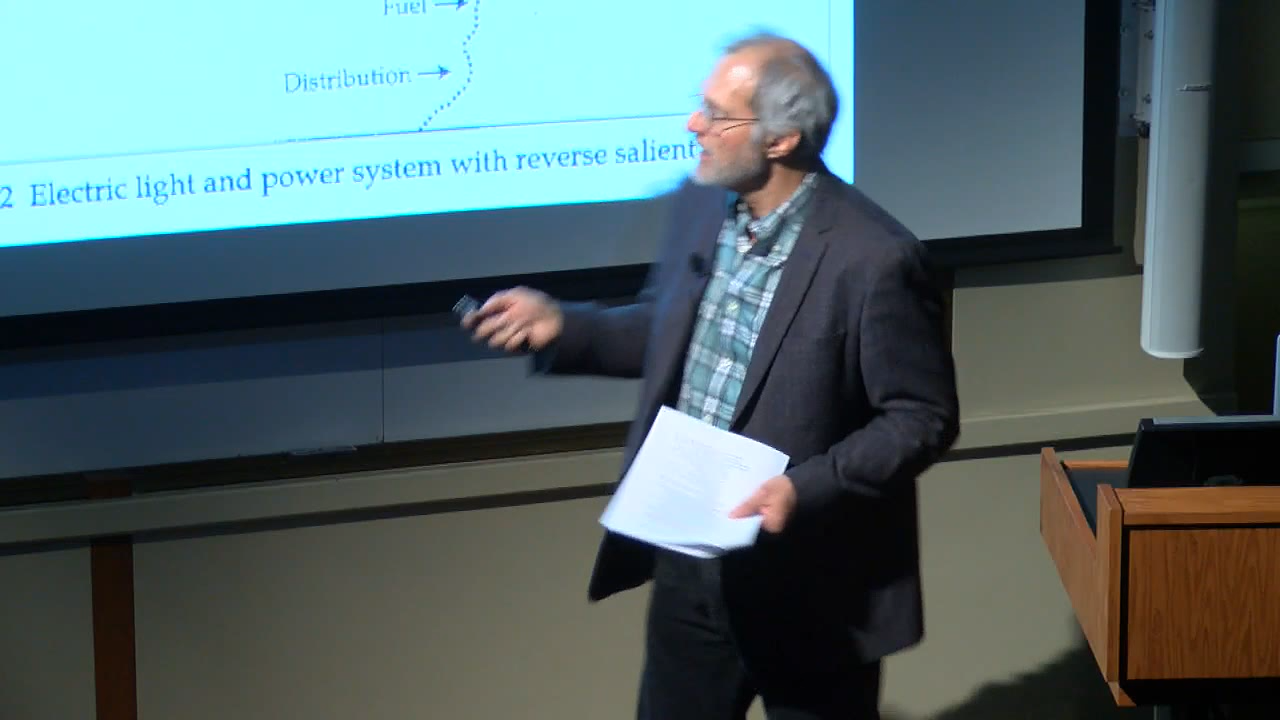 Fuel
Distribution
2 Electric light and power system with reverse salient